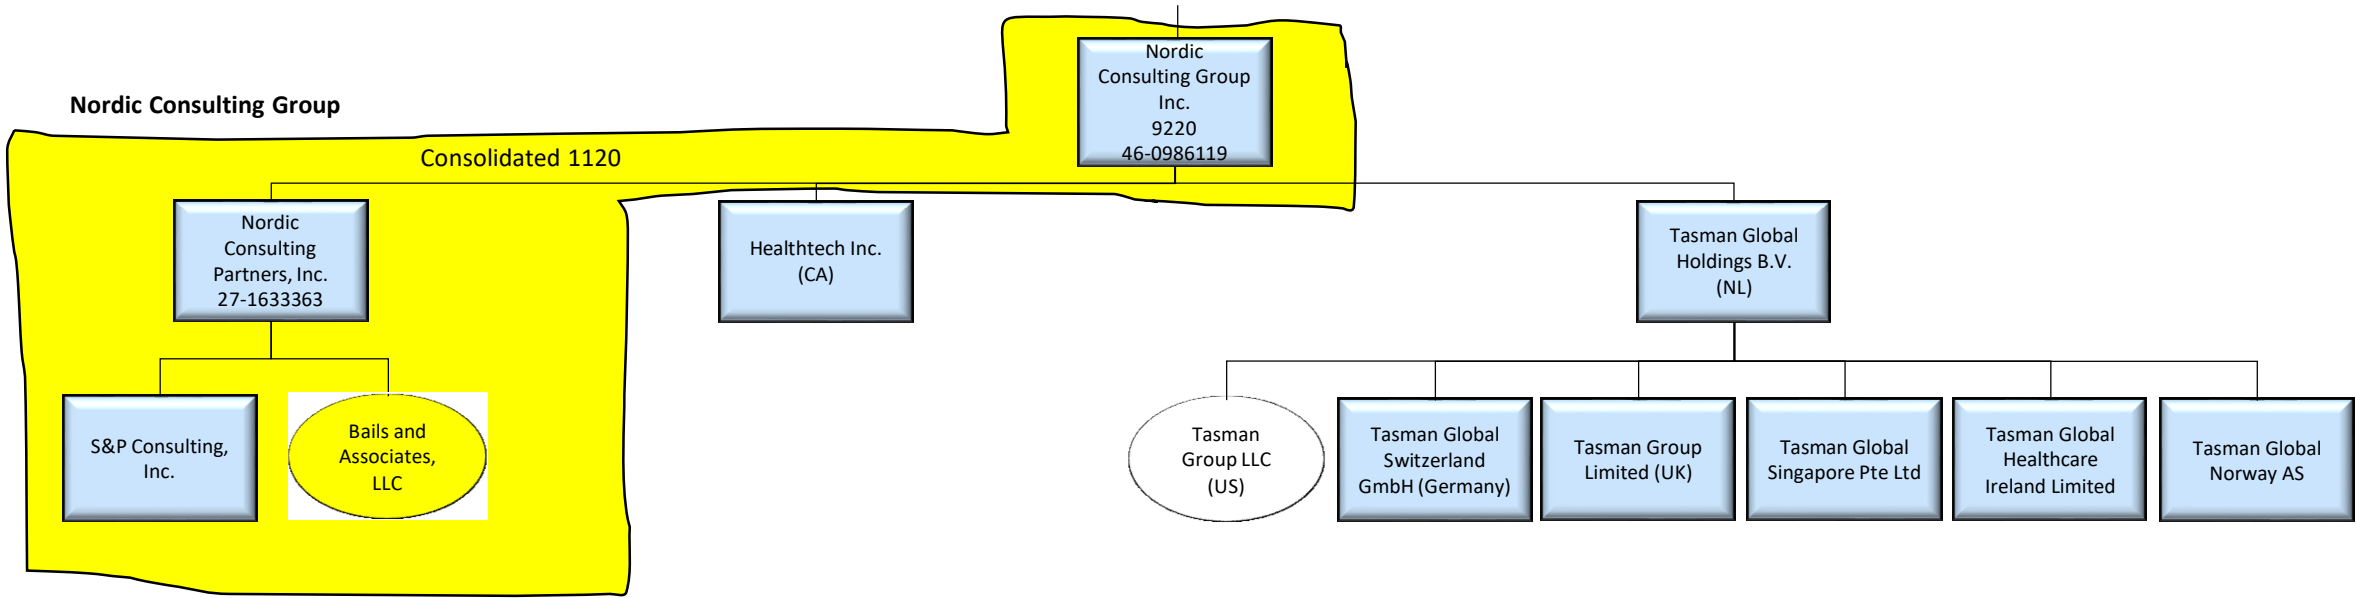 Nordic
Consulting Group
Inc.
9220
46-0986119
Nordic Consulting Group
Consolidated 1120
Nordic
Consulting
Partners, Inc.
27-1633363
Healthtech Inc.
(CA)
Tasman Global
Holdings B.V.
(NL)
S&P Consulting,
Inc.
Bails and
Associates,
LLC
Tasman
Group LLC
(US)
Tasman Global
Switzerland
GmbH (Germany)
Tasman Group
Limited (UK)
Tasman Global
Singapore Pte Ltd
Tasman Global
Healthcare
Ireland Limited
Tasman Global
Norway AS